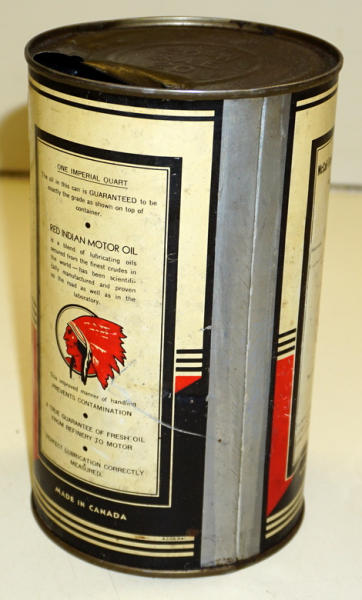 ONE IMPERIAL QUART
The oil in this can is GUARANTEED to be
exactly the grade as shown on top of
container.
RED INDIAN MOTOR OIL
is a blend of lubricating oils
secured from the finest crudes in
the world — has been scientifi-
cally manufactured and proven
on the road as well as in the
laboratory.
This improved manner of handling
PREVENTS CONTAMINATION
A TRUE GUARANTEE OF FRESH OIL
FROM REFINERY TO MOTOR
PERFECT LUBRICATION CORRECTLY
MEASURED.
MADE IN CANADA